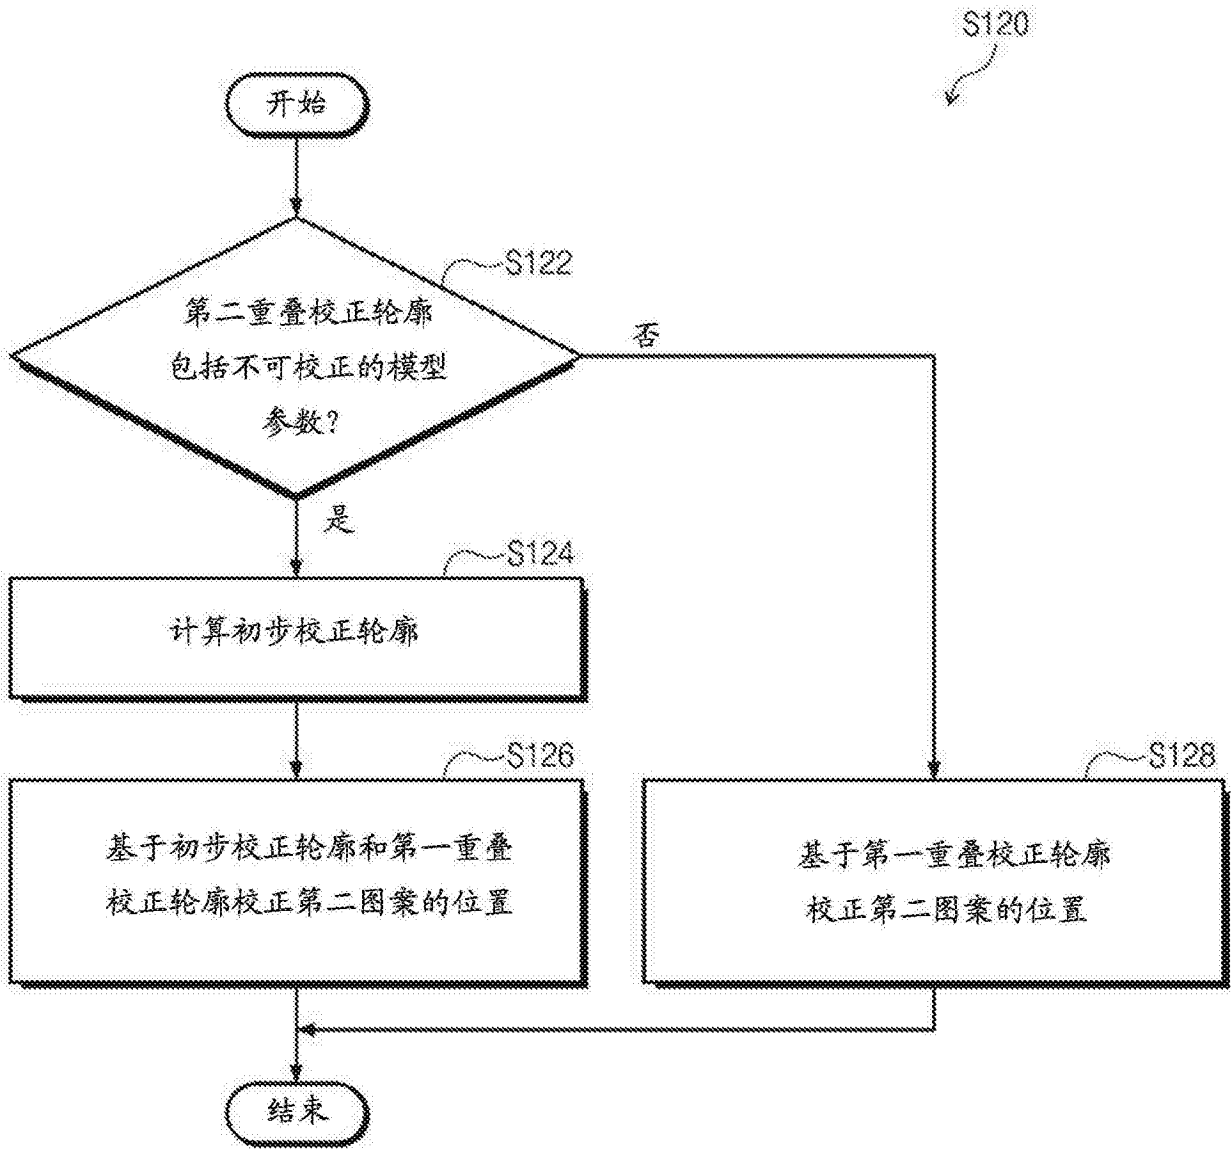 S120
开始
S122
第二重叠校正轮廓
包括不可校正的模型
参数?
否
是
S124
计算初步校正轮廓
S126
基于初步校正轮廓和第一重叠
校正轮廓校正第二图案的位置
S128
基于第一重叠校正轮廓
校正第二图案的位置
结束